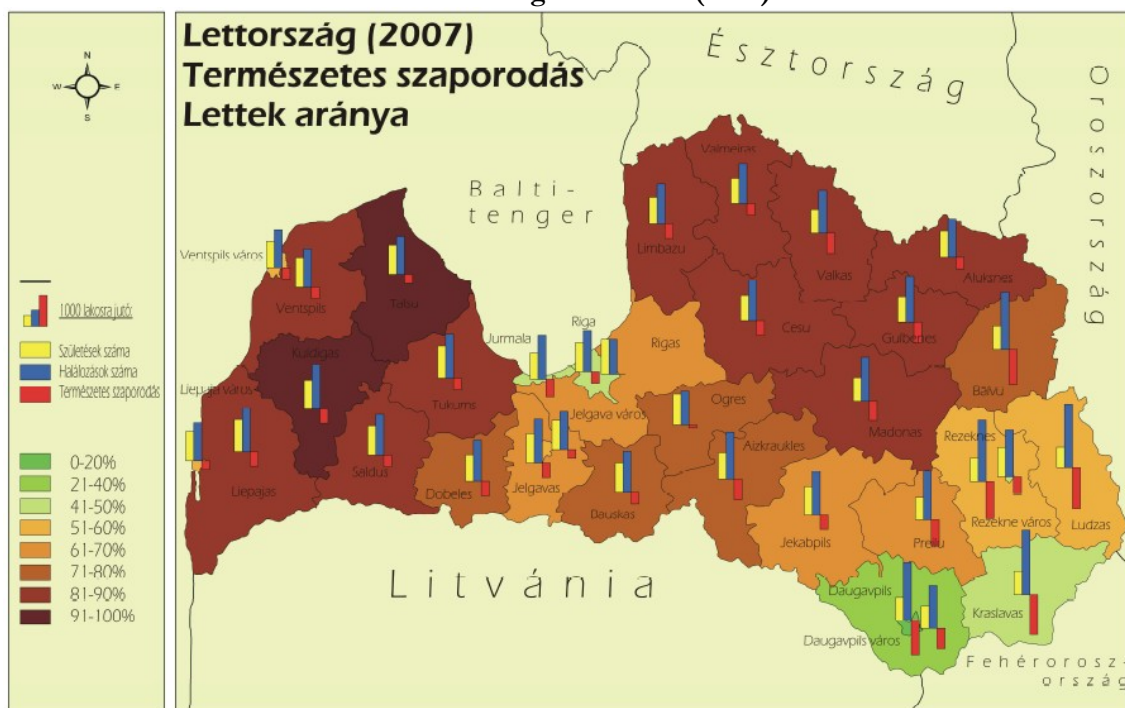 Lettország (2007)
Természetes szaporodás
Lettek aránya
N
W
E
S
1000 lakosra jutó:
Születések száma
Halálozások száma
Természetes szaporodás
0-20%
21-40%
41-50%
51-60%
61-70%
71-80%
81-90%
91-100%
Észtország
Oroszország
Balti-
tenger
Litvánia
Fehérorosz-
ország
Valmeiras
Limbazu
Valkas
Aluksnes
Ventspils város
Ventspils
Cesu
Gulbenes
Riga
Jurmala
Rigas
Kuldigas
Balvu
Liepaja város
Tukums
Ogres
Jelgava város
Madonas
Rezeknes
Aizkraukles
Saldus
Liepajas
Dobeles
Jelgavas
Bauskas
Jekabpils
Preilu
Rezekne város
Ludzas
Daugavpils
Kraslavas
Daugavpils város